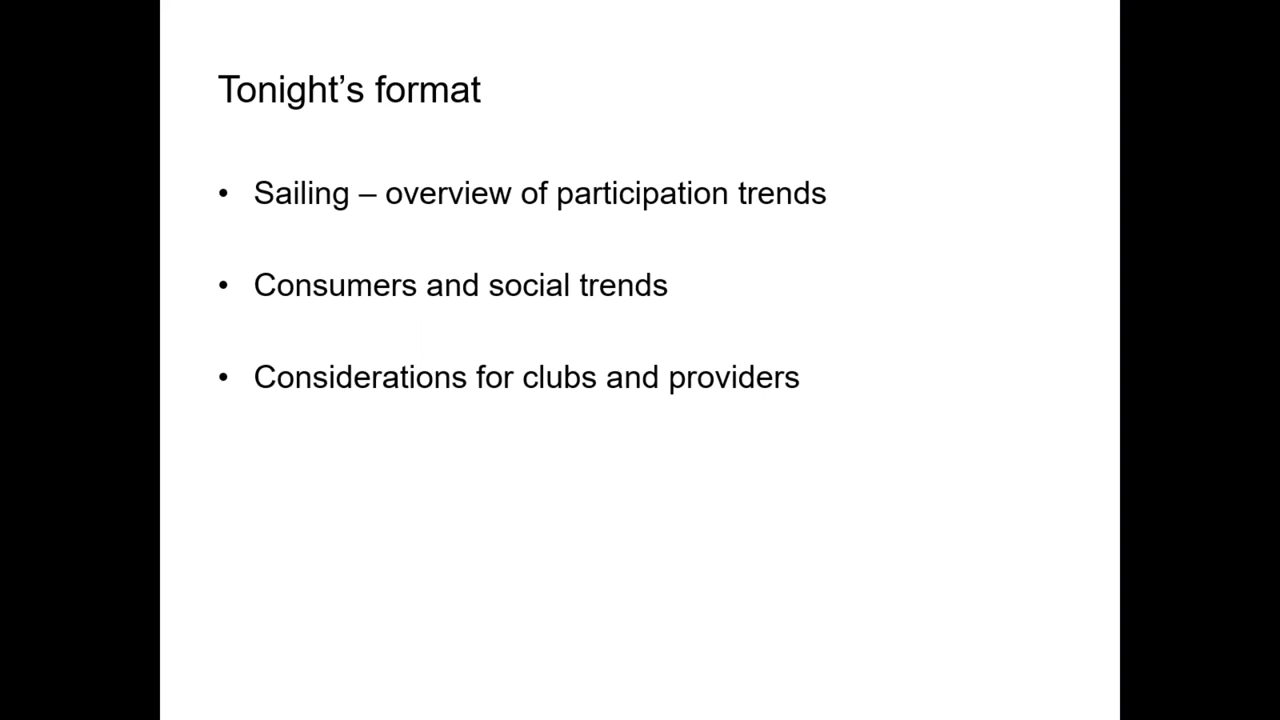 Tonight’s format
• Sailing – overview of participation trends
• Consumers and social trends
• Considerations for clubs and providers